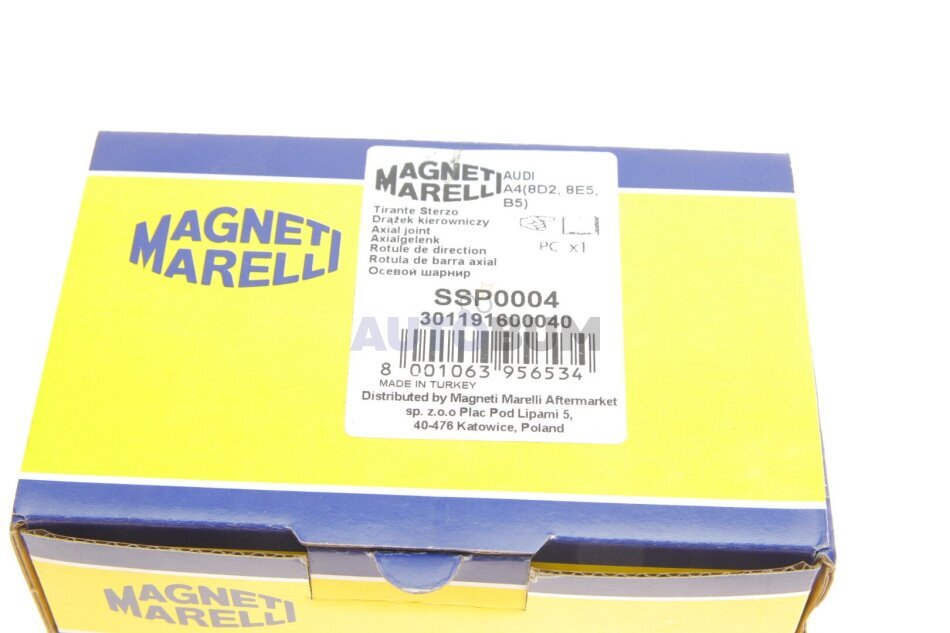 MAGNETI
MARELLI
MAGNETI
MARELLI
AUDI
A4(8D2, 8E5,
B5)
PC x1
Tirante Sterzo
Drążek kierowniczy
Axial joint
Axialgelenk
Rotule de direction
Rotula de barra axial
Осевой шарнир
SSP0004
301191600040
8 001063 956534
MADE IN TURKEY
Distributed by Magneti Marelli Aftermarket
sp. z.o.o Plac Pod Lipami 5,
40-476 Katowice, Poland
MAGNETI
MARELLI